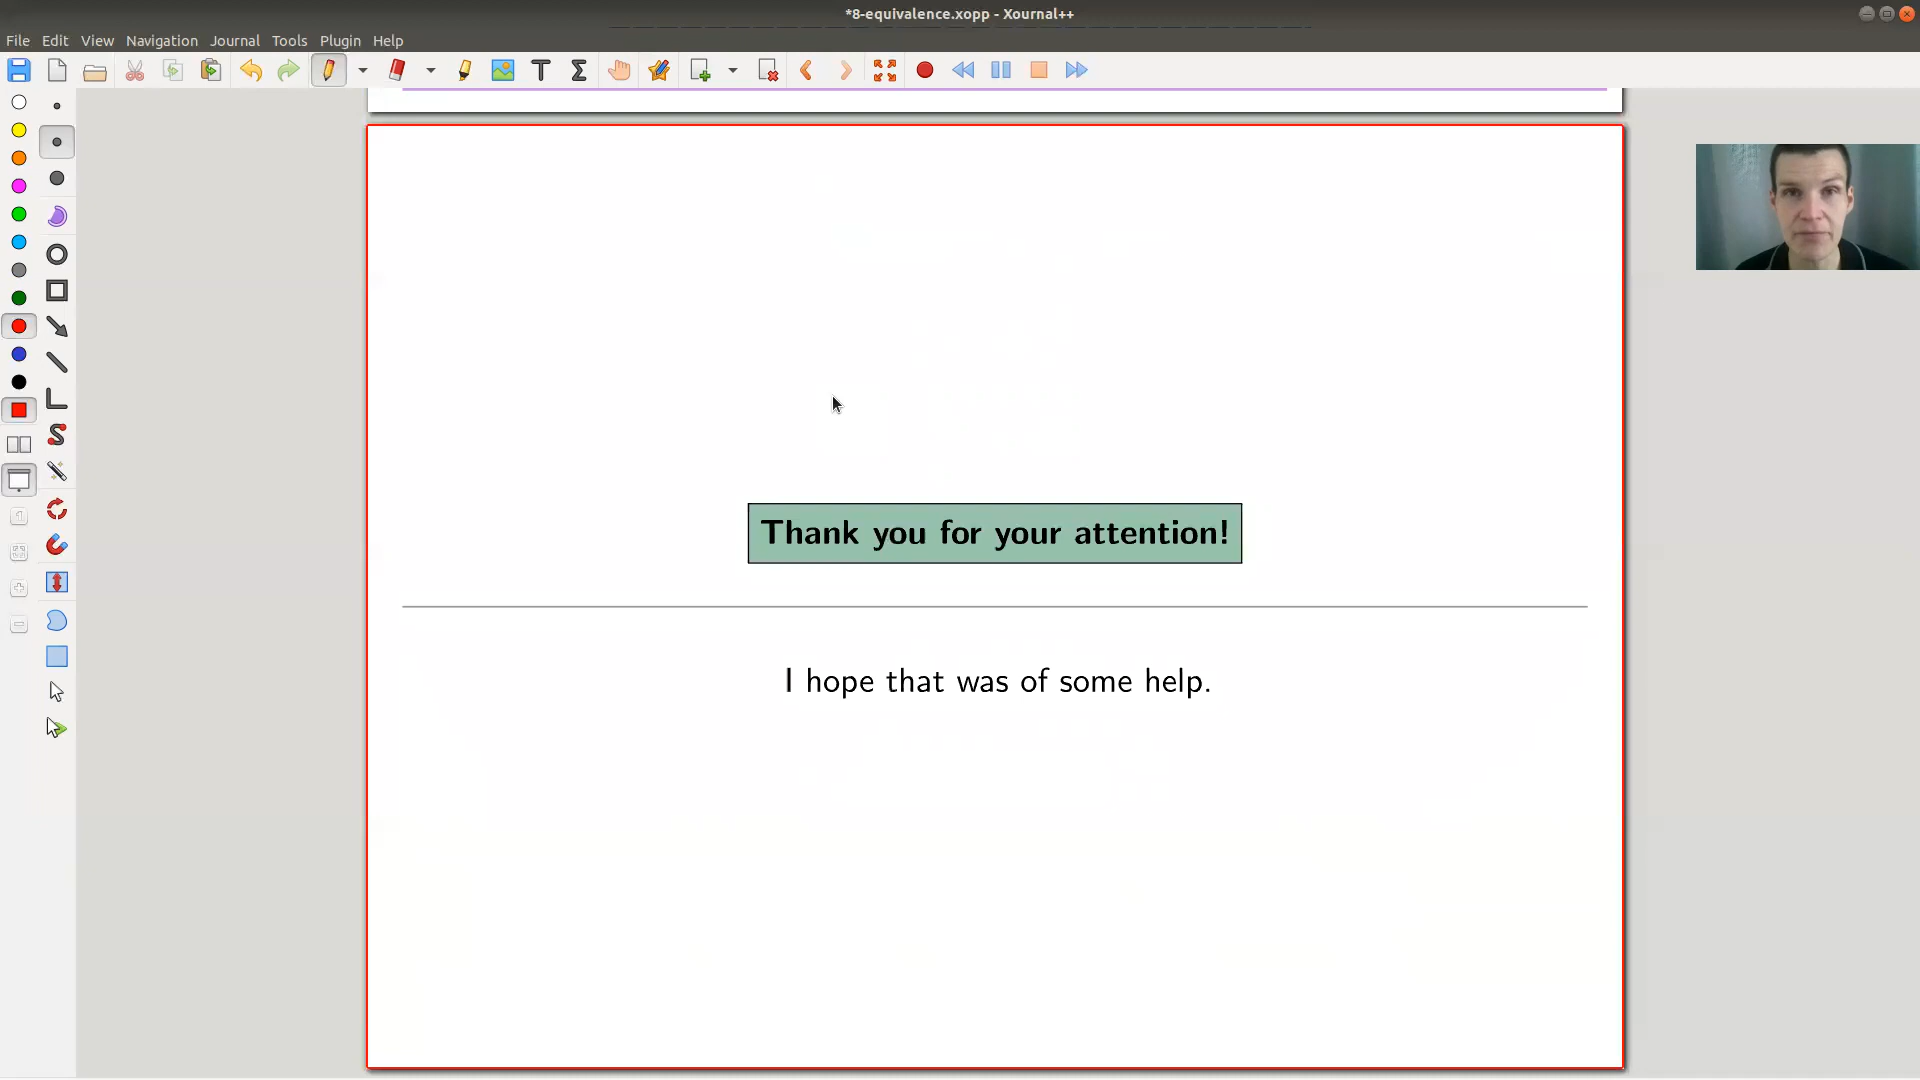 *8-equivalence.xopp - Xournal++
File Edit View Navigation Journal Tools Plugin Help
Thank you for your attention!
I hope that was of some help.